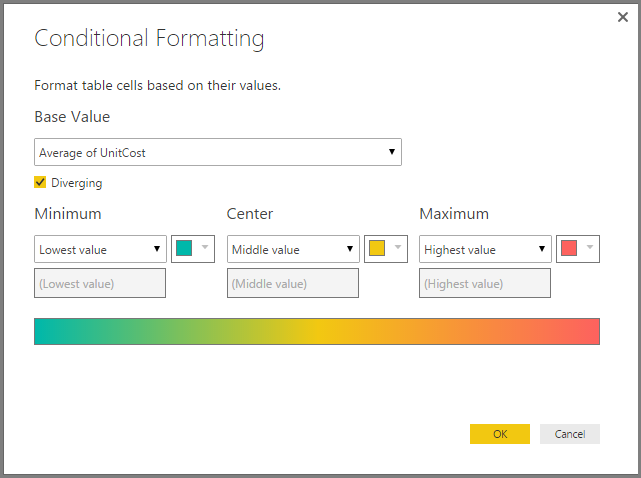 Conditional Formatting
Format table cells based on their values.
Base Value
Average of UnitCost
Diverging
Minimum Center Maximum
Lowest value Middle value Highest value
(Lowest value) (Middle value) (Highest value)
OK Cancel